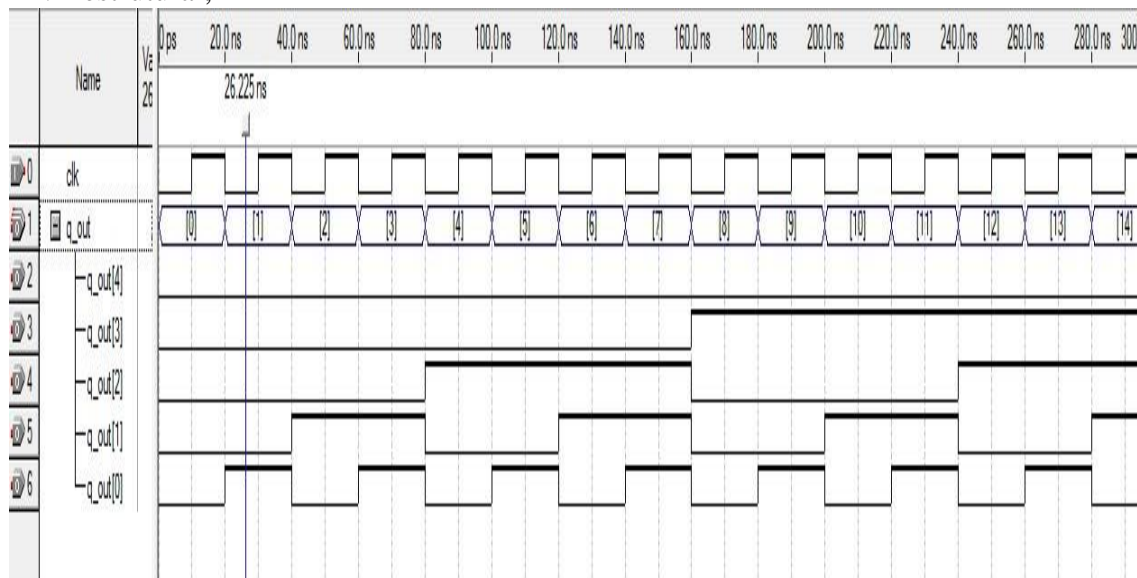 0 ps 20.0 ns 40.0 ns 60.0 ns 80.0 ns 100.0 ns 120.0 ns 140.0 ns 160.0 ns 180.0 ns 200.0 ns 220.0 ns 240.0 ns 260.0 ns 280.0 ns 300
Name
Va
26
26.225 ns
0 clk
1 q_out [0] [1] [2] [3] [4] [5] [6] [7] [8] [9] [10] [11] [12] [13] [14]
2 q_out[4]
3 q_out[3]
4 q_out[2]
5 q_out[1]
6 q_out[0]